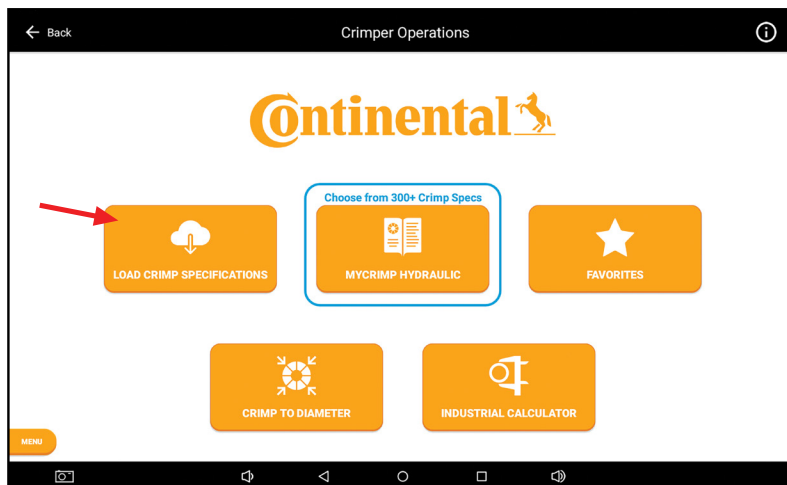 Back
Crimper Operations
Continental
Choose from 300+ Crimp Specs
LOAD CRIMP SPECIFICATIONS
MYCRIMP HYDRAULIC
FAVORITES
CRIMP TO DIAMETER
INDUSTRIAL CALCULATOR
MENU